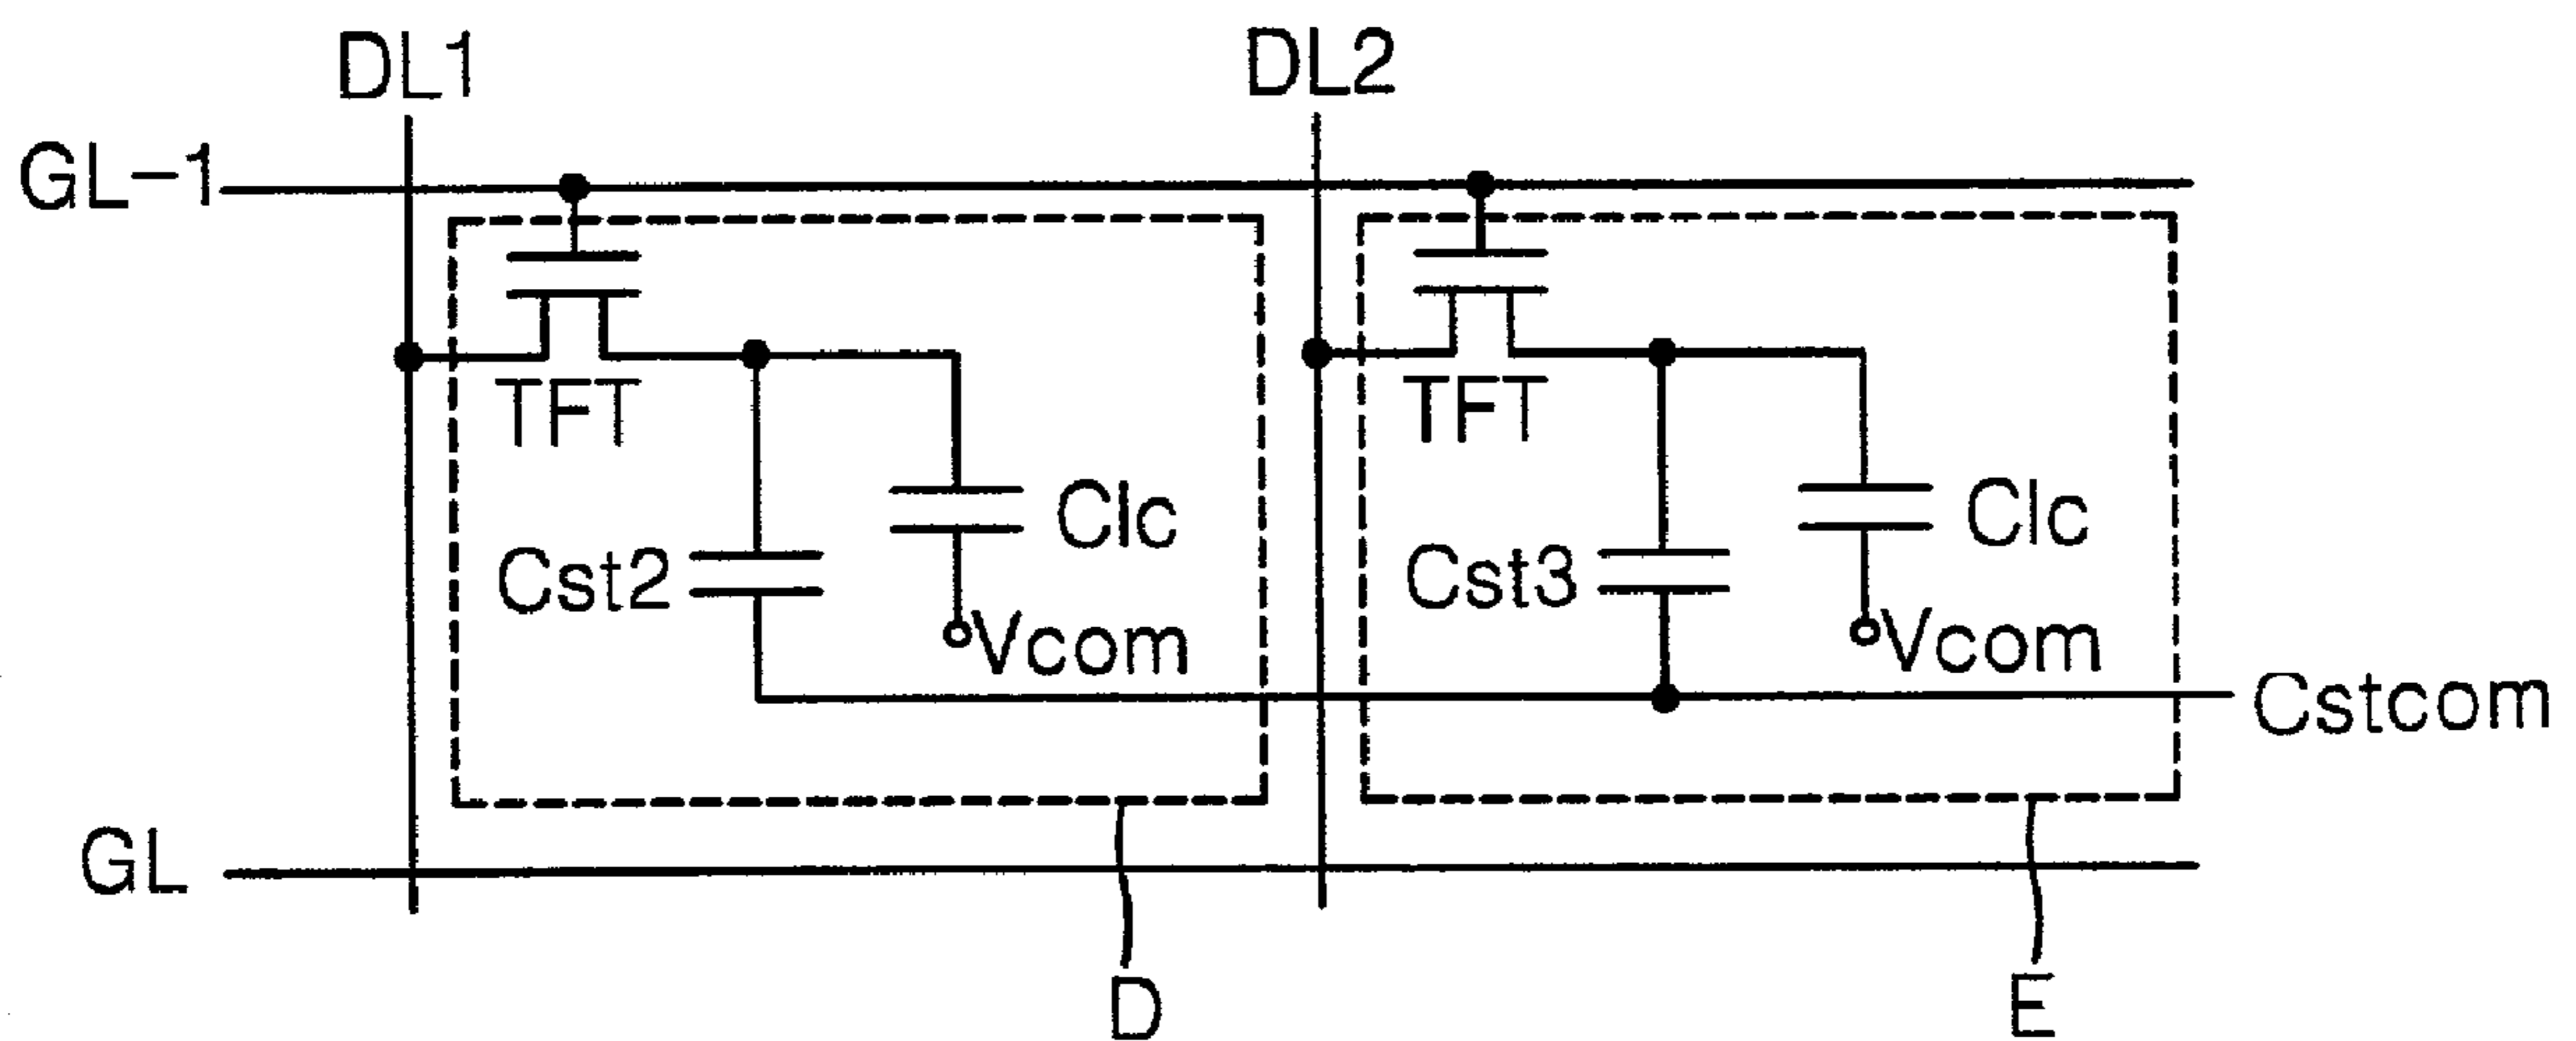 DL1
DL2
GL-1
TFT
TFT
Clc
Clc
Cst2
Cst3
Vcom
Vcom
Cstcom
GL
D
E